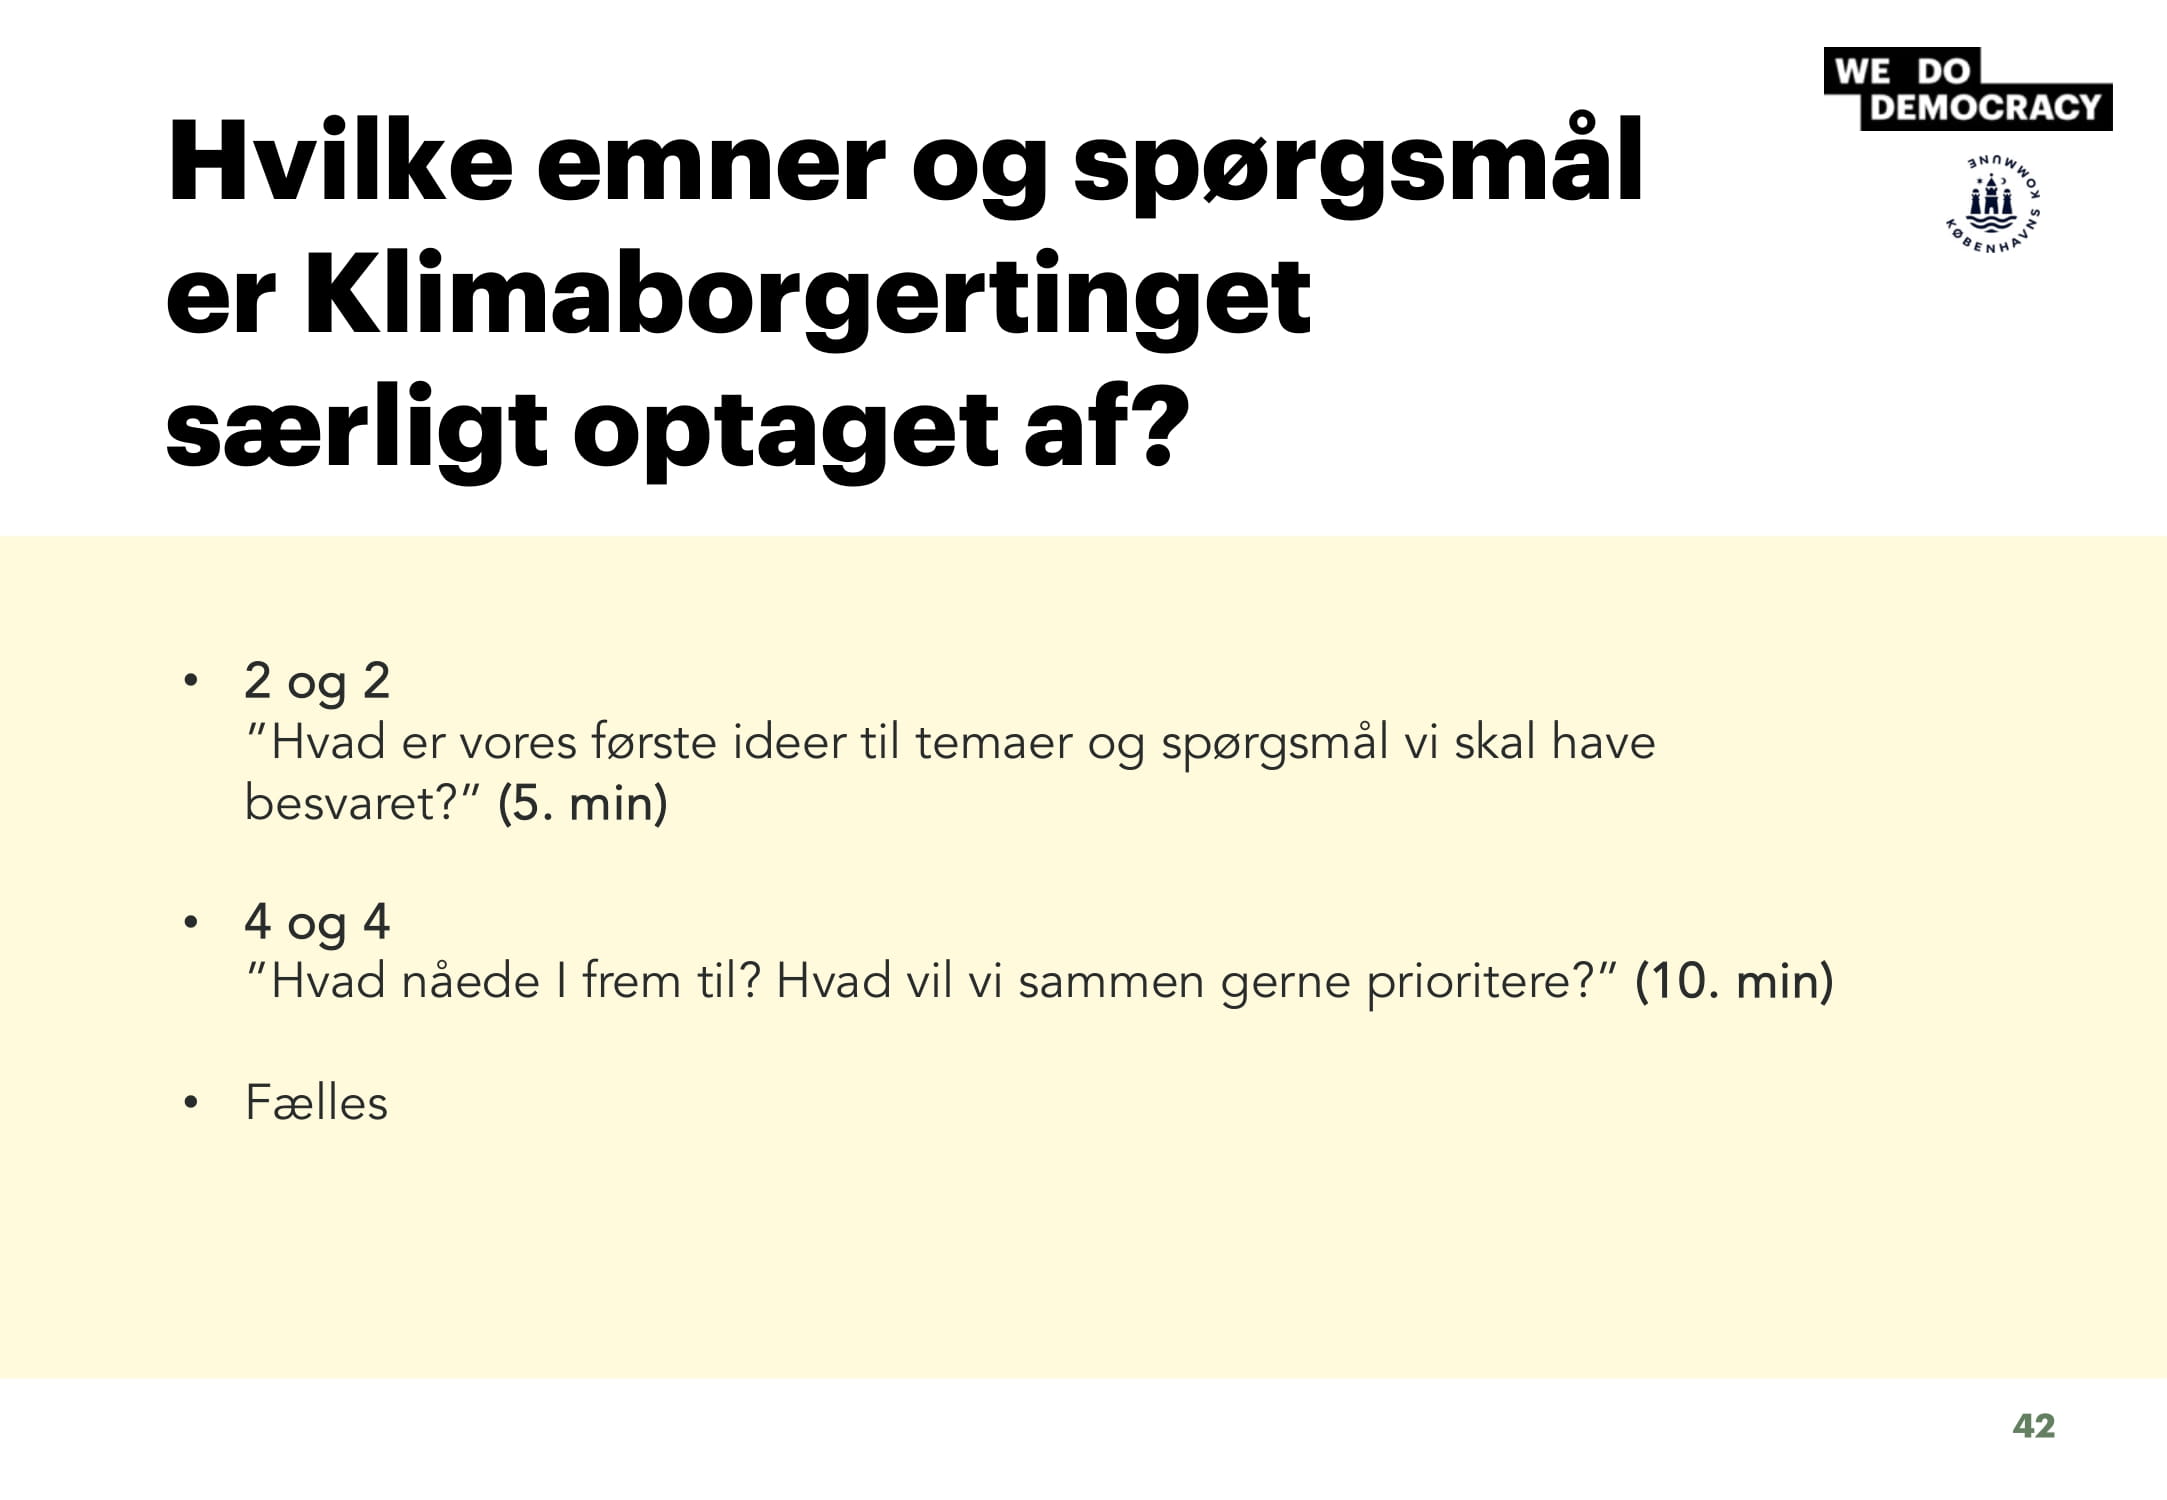 WE DO
DEMOCRACY
KØBENHAVNS KOMMUNE
Hvilke emner og spørgsmål
er Klimaborgertinget
særligt optaget af?
• 2 og 2
”Hvad er vores første ideer til temaer og spørgsmål vi skal have
besvaret?” (5. min)
• 4 og 4
”Hvad nåede I frem til? Hvad vil vi sammen gerne prioritere?” (10. min)
• Fælles
42